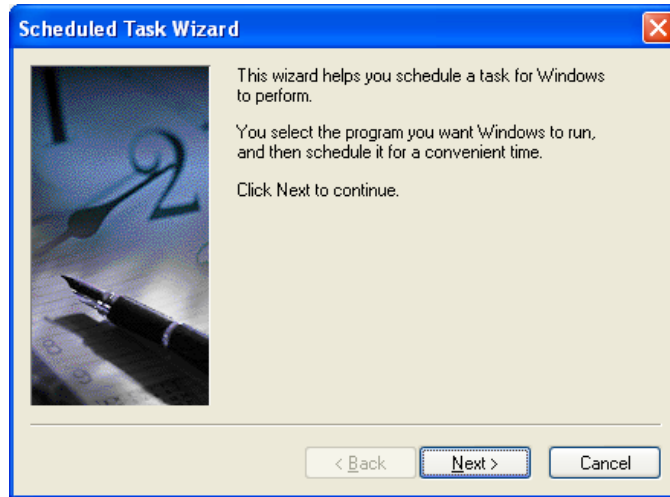 Scheduled Task Wizard
This wizard helps you schedule a task for Windows
to perform.
You select the program you want Windows to run,
and then schedule it for a convenient time.
Click Next to continue.
2
< Back
Next >
Cancel